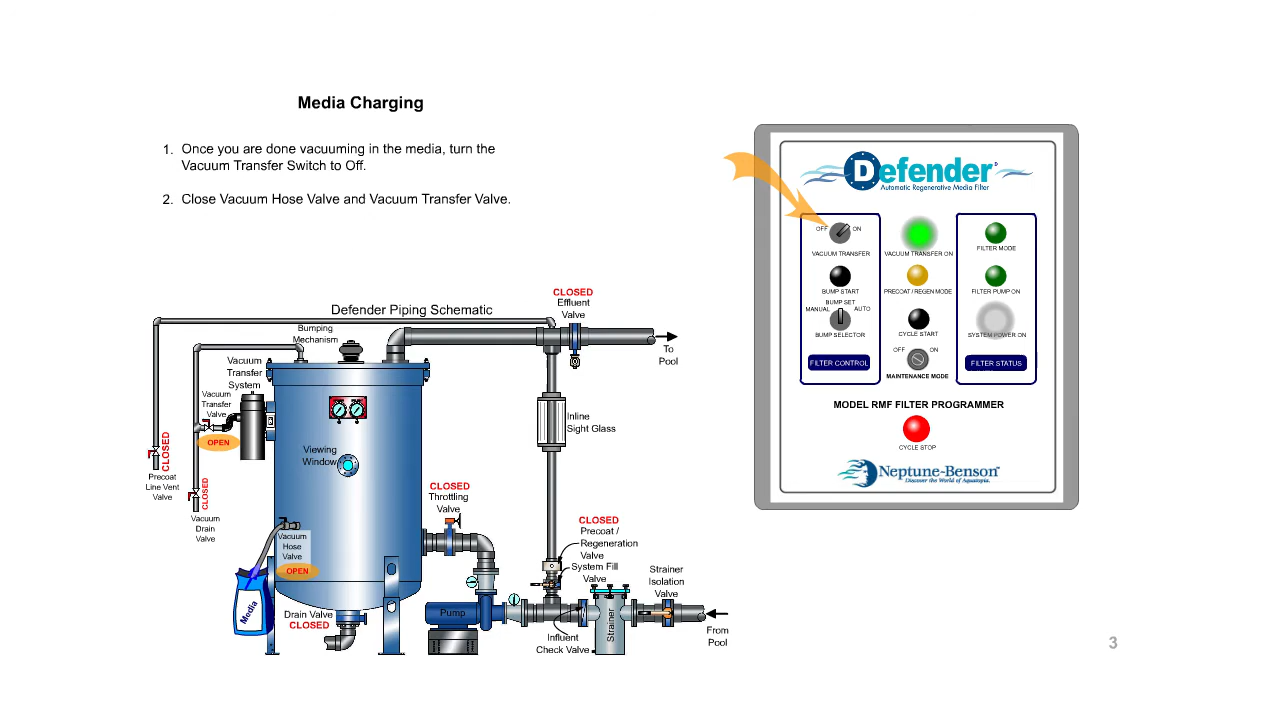 Media Charging
1. Once you are done vacuuming in the media, turn the
Vacuum Transfer Switch to Off.
2. Close Vacuum Hose Valve and Vacuum Transfer Valve.
Defender Piping Schematic
CLOSED
Effluent
Valve
Bumping
Mechanism
To
Pool
Vacuum
Transfer
System
Vacuum
Transfer
Valve
OPEN
Inline
Sight Glass
CLOSED
Precoat
Line Vent
Valve
CLOSED
Vacuum
Drain
Valve
Viewing
Window
CLOSED
Throttling
Valve
CLOSED
Precoat /
Regeneration
Valve
System Fill
Valve
Strainer
Isolation
Valve
Vacuum
Hose
Valve
OPEN
Media
Drain Valve
CLOSED
Pump
Influent
Check Valve
Strainer
From
Pool
Defender
Automatic Regenerative Media Filter
OFF ON
VACUUM TRANSFER
VACUUM TRANSFER ON
FILTER MODE
BUMP START
PRECOAT / REGEN MODE
FILTER PUMP ON
BUMP SET
MANUAL AUTO
BUMP SELECTOR
CYCLE START
SYSTEM POWER ON
OFF ON
MAINTENANCE MODE
FILTER CONTROL
FILTER STATUS
MODEL RMF FILTER PROGRAMMER
CYCLE STOP
Neptune-Benson
Discover the World of Aquatopia.
3